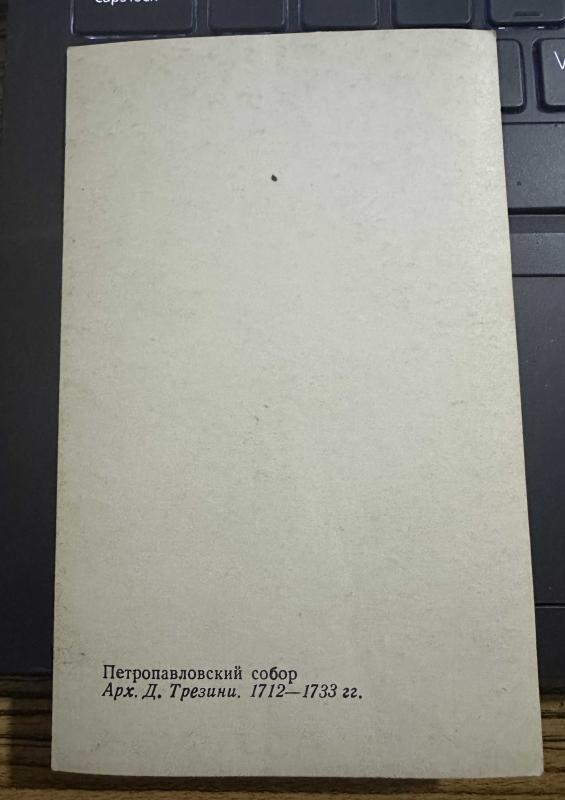 Петропавловский собор
Арх. Д. Трезини. 1712—1733 гг.